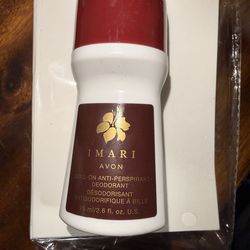 IMARI
AVON
ROLL-ON ANTI-PERSPIRANT
DEODORANT
DÉSODORISANT
ANTISUDORIFIQUE À BILLE
75 ml/2.6 fl. oz. U.S.